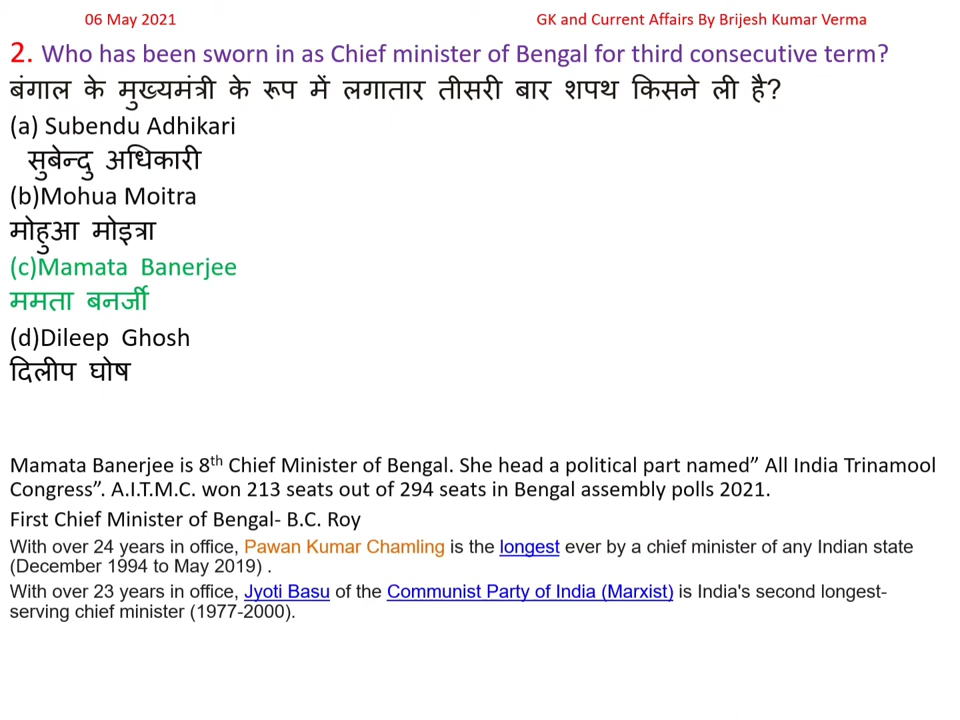 06 May 2021 GK and Current Affairs By Brijesh Kumar Verma
2. Who has been sworn in as Chief minister of Bengal for third consecutive term?
बंगाल के मुख्यमंत्री के रूप में लगातार तीसरी बार शपथ किसने ली है?
(a) Subendu Adhikari
सुबेन्दु अधिकारी
(b)Mohua Moitra
मोहुआ मोइत्रा
(c)Mamata Banerjee
ममता बनर्जी
(d)Dileep Ghosh
दिलीप घोष
Mamata Banerjee is 8th Chief Minister of Bengal. She head a political part named” All India Trinamool
Congress”. A.I.T.M.C. won 213 seats out of 294 seats in Bengal assembly polls 2021.
First Chief Minister of Bengal- B.C. Roy
With over 24 years in office, Pawan Kumar Chamling is the longest ever by a chief minister of any Indian state
(December 1994 to May 2019) .
With over 23 years in office, Jyoti Basu of the Communist Party of India (Marxist) is India's second longest-
serving chief minister (1977-2000).